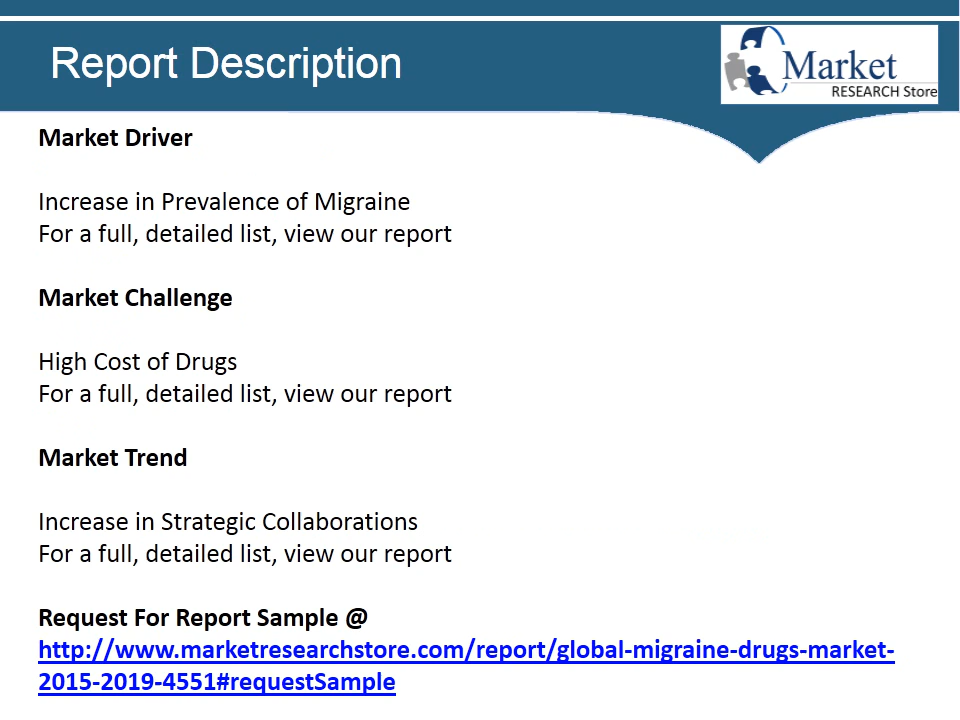 Report Description
Market
RESEARCH Store
Market Driver
Increase in Prevalence of Migraine
For a full, detailed list, view our report
Market Challenge
High Cost of Drugs
For a full, detailed list, view our report
Market Trend
Increase in Strategic Collaborations
For a full, detailed list, view our report
Request For Report Sample @
http://www.marketresearchstore.com/report/global-migraine-drugs-market-
2015-2019-4551#requestSample